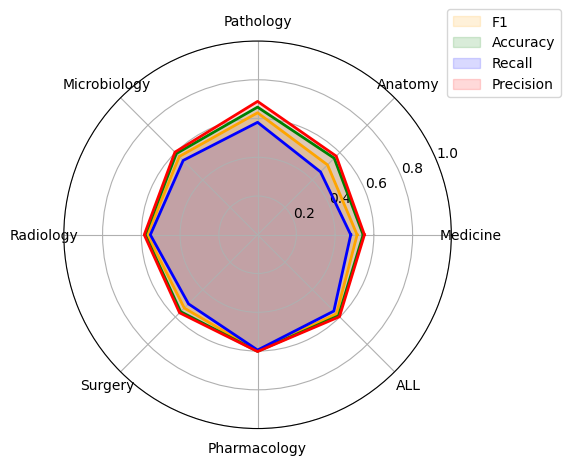 F1
Accuracy
Recall
Precision
Pathology
Microbiology
Anatomy
1.0
0.8
0.6
0.4
0.2
Radiology
Medicine
Surgery
ALL
Pharmacology